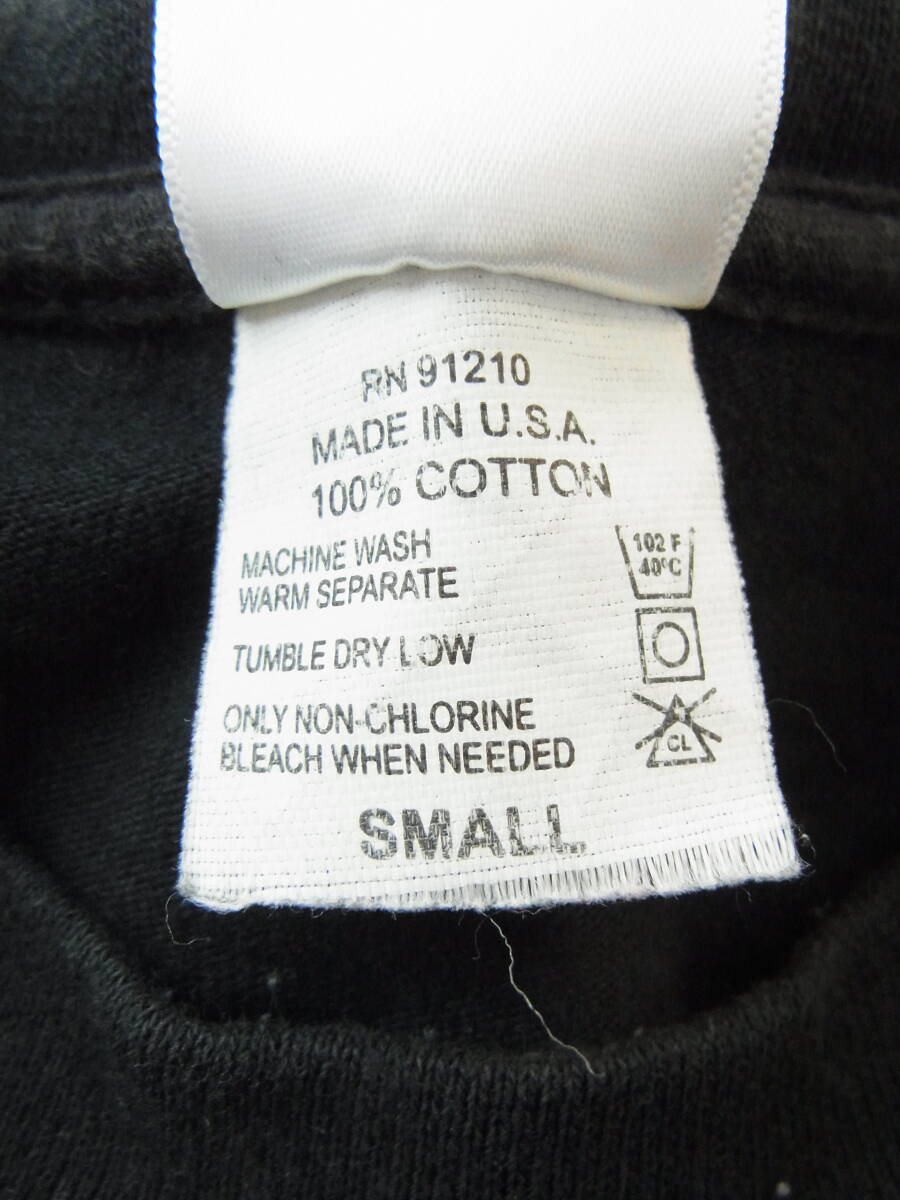 RN 91210
MADE IN U.S.A.
100% COTTON
MACHINE WASH
WARM SEPARATE
102 F
40°C
TUMBLE DRY LOW
ONLY NON-CHLORINE
BLEACH WHEN NEEDED
CL
SMALL